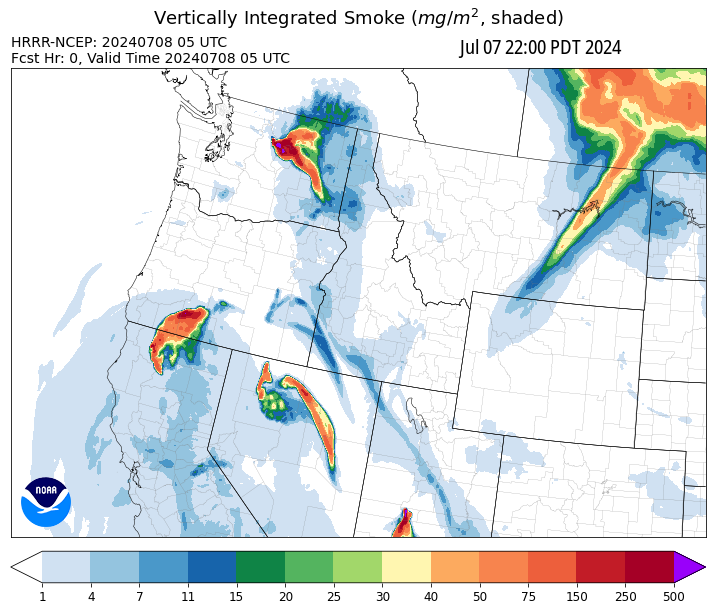 Vertically Integrated Smoke (mg/m², shaded)
HRRR-NCEP: 20240708 05 UTC
Jul 07 22:00 PDT 2024
Fcst Hr: 0, Valid Time 20240708 05 UTC
NOAA
1 4 7 11 15 20 25 30 40 50 75 150 250 500